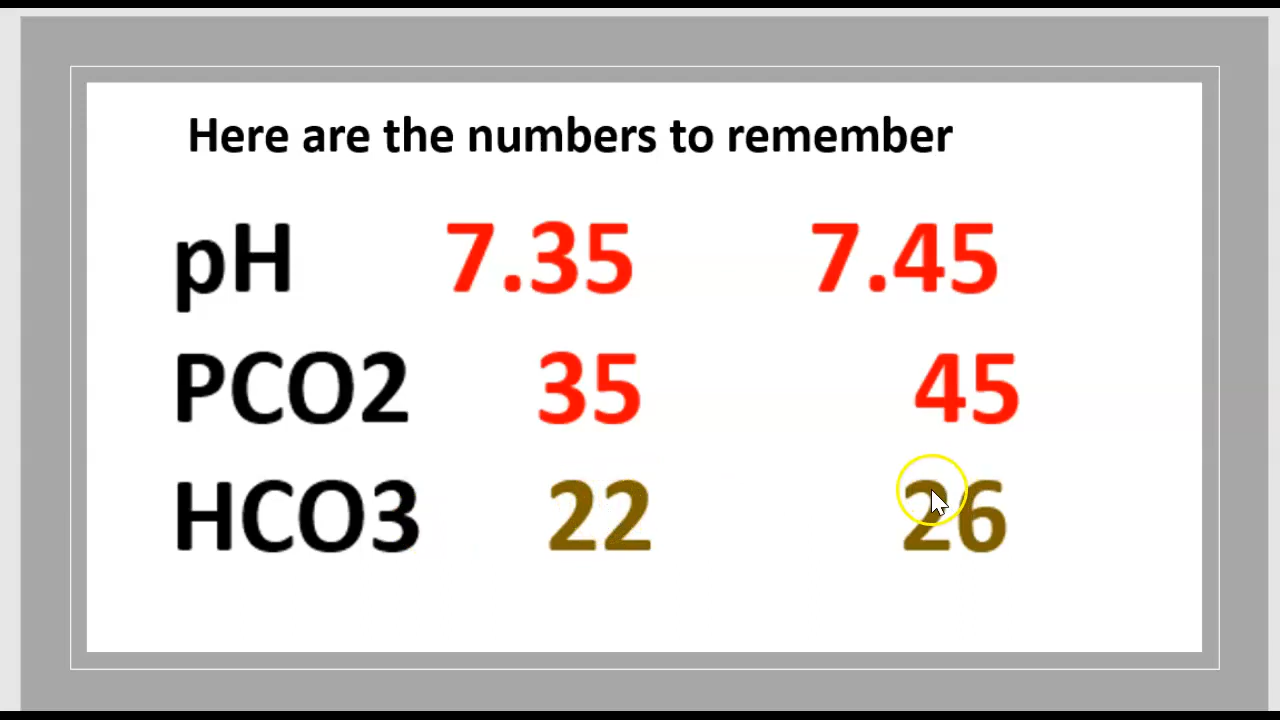 Here are the numbers to remember
pH 7.35 7.45
PCO2 35 45
HCO3 22 26